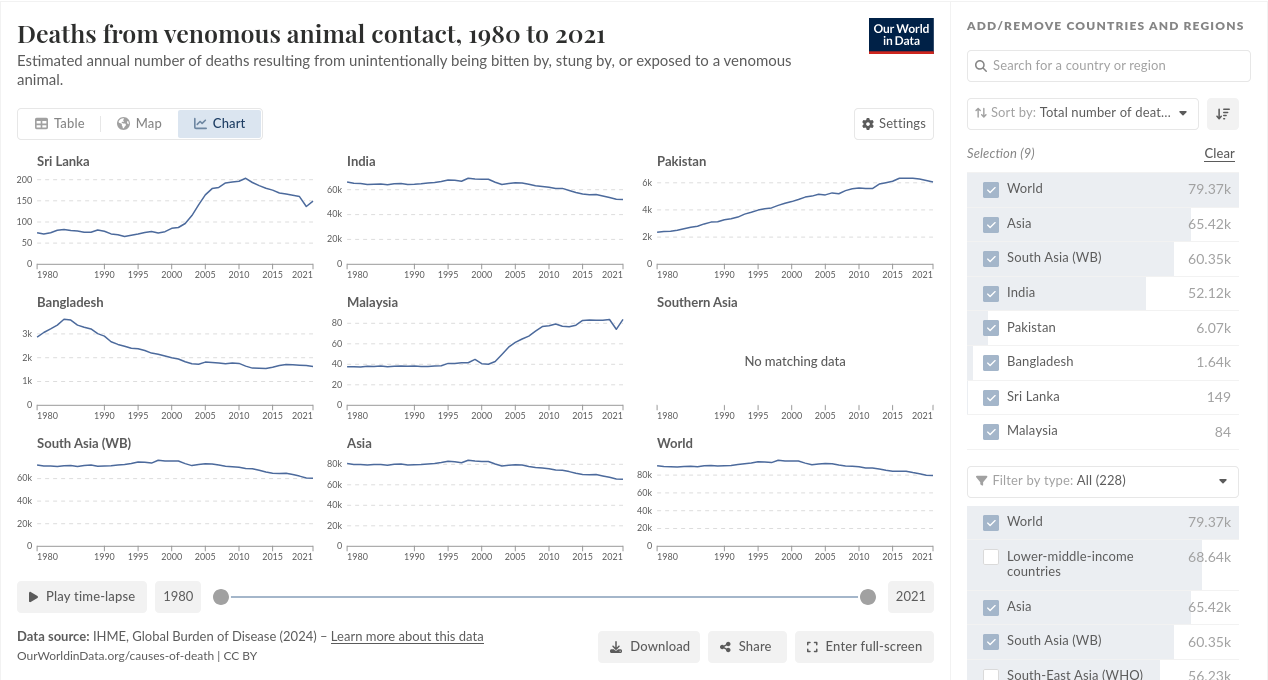 Deaths from venomous animal contact, 1980 to 2021
Estimated annual number of deaths resulting from unintentionally being bitten by, stung by, or exposed to a venomous
animal.
Our World
in Data
Table
Map
Chart
Settings
Sri Lanka
200
150
100
50
0
1980 1990 1995 2000 2005 2010 2015 2021
India
60k
40k
20k
0
1980 1990 1995 2000 2005 2010 2015 2021
Pakistan
6k
4k
2k
0
1980 1990 1995 2000 2005 2010 2015 2021
Bangladesh
3k
2k
1k
0
1980 1990 1995 2000 2005 2010 2015 2021
Malaysia
80
60
40
20
0
1980 1990 1995 2000 2005 2010 2015 2021
Southern Asia
No matching data
1980 1990 1995 2000 2005 2010 2015 2021
South Asia (WB)
60k
40k
20k
0
1980 1990 1995 2000 2005 2010 2015 2021
Asia
80k
60k
40k
20k
0
1980 1990 1995 2000 2005 2010 2015 2021
World
80k
60k
40k
20k
0
1980 1990 1995 2000 2005 2010 2015 2021
Play time-lapse
1980
2021
Data source: IHME, Global Burden of Disease (2024) – Learn more about this data
OurWorldinData.org/causes-of-death | CC BY
Download
Share
Enter full-screen
ADD/REMOVE COUNTRIES AND REGIONS
Search for a country or region
Sort by: Total number of deat...
Selection (9)
Clear
World 79.37k
Asia 65.42k
South Asia (WB) 60.35k
India 52.12k
Pakistan 6.07k
Bangladesh 1.64k
Sri Lanka 149
Malaysia 84
Filter by type: All (228)
World 79.37k
Lower-middle-income 68.64k
countries
Asia 65.42k
South Asia (WB) 60.35k
South-East Asia (WHO) 56.23k